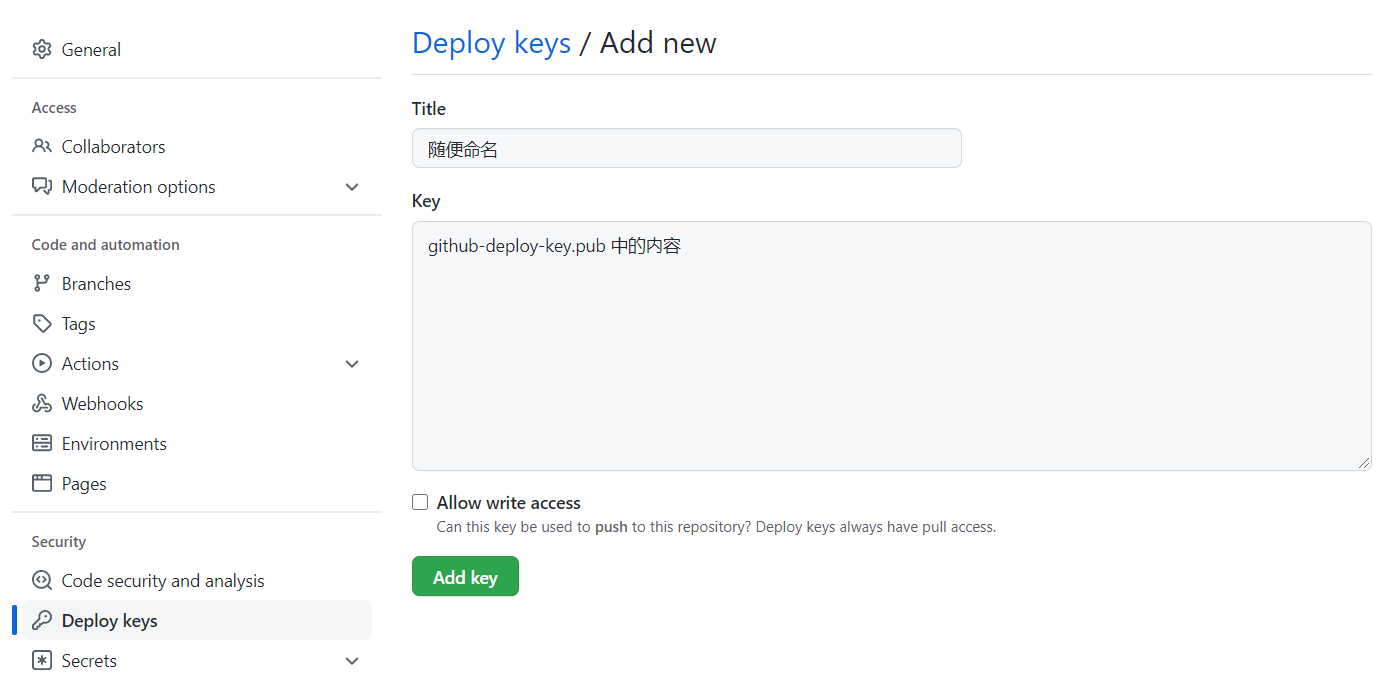 General
Access
Collaborators
Moderation options
Code and automation
Branches
Tags
Actions
Webhooks
Environments
Pages
Security
Code security and analysis
Deploy keys
Secrets
Deploy keys / Add new
Title
随便命名
Key
github-deploy-key.pub 中的内容
Allow write access
Can this key be used to push to this repository? Deploy keys always have pull access.
Add key